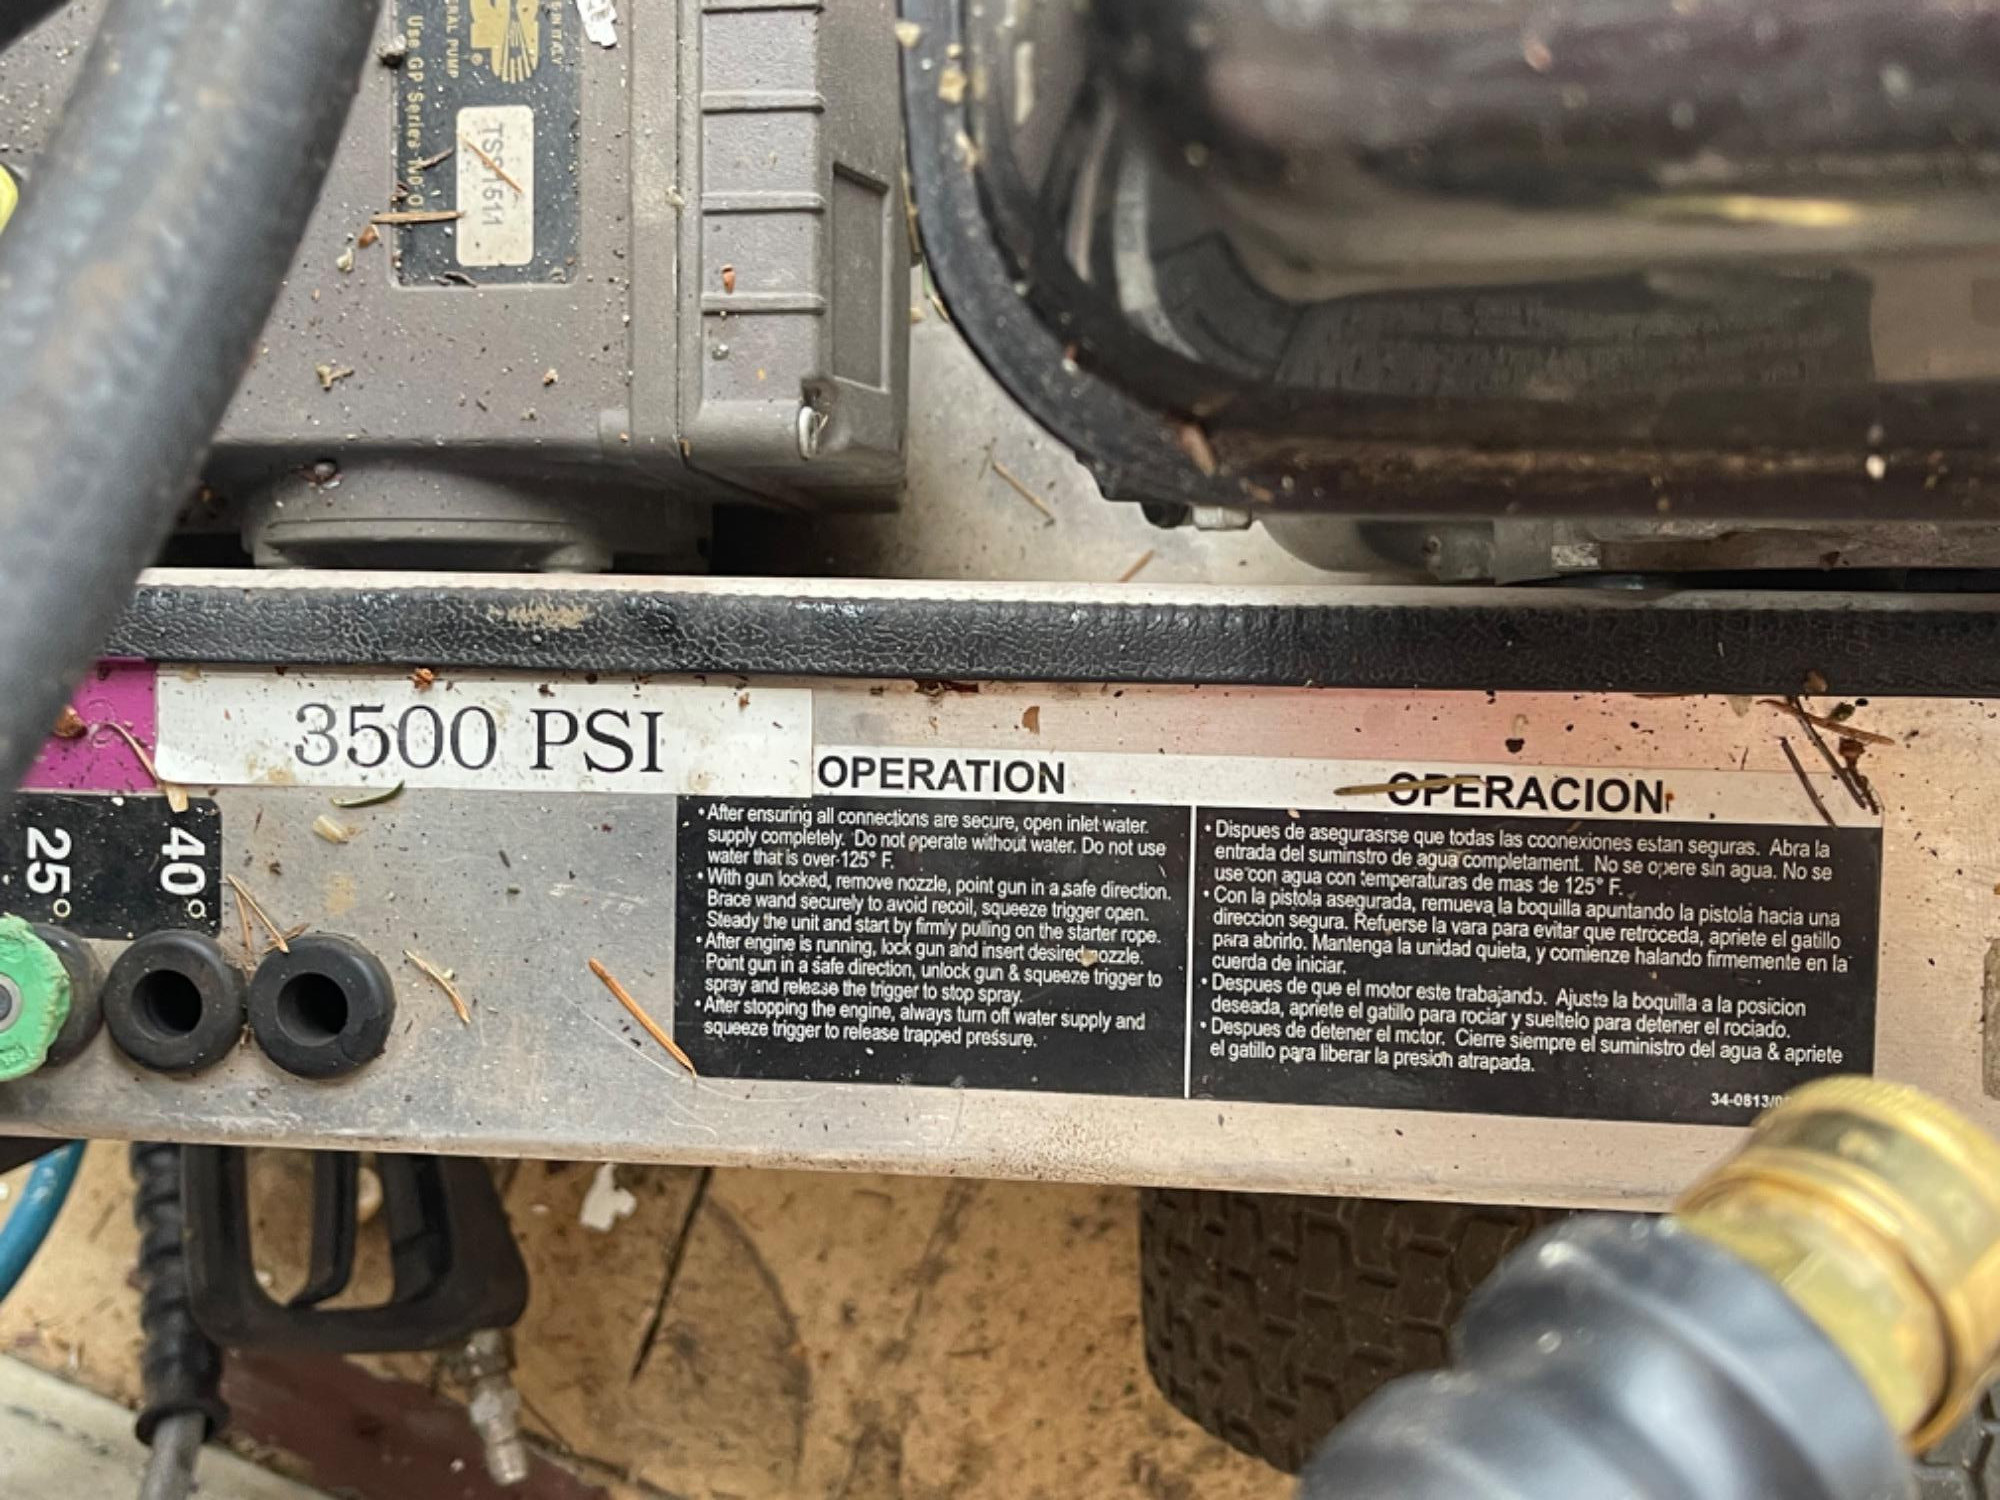 GENERAL PUMP
Use GP Series No.
TS
1511
3500 PSI
25°
40°
OPERATION
• After ensuring all connections are secure, open inlet water
supply completely. Do not operate without water. Do not use
water that is over 125° F.
• With gun locked, remove nozzle, point gun in a safe direction.
Brace wand securely to avoid recoil, squeeze trigger open.
Steady the unit and start by firmly pulling on the starter rope.
• After engine is running, lock gun and insert desired nozzle.
Point gun in a safe direction, unlock gun & squeeze trigger to
spray and release the trigger to stop spray.
• After stopping the engine, always turn off water supply and
squeeze trigger to release trapped pressure.
OPERACION
• Dispues de asegurasrse que todas las coonexiones estan seguras. Abra la
entrada del suminstro de agua completament. No se opere sin agua. No se
use con agua con temperaturas de mas de 125° F.
• Con la pistola asegurada, remueva la boquilla apuntando la pistola hacia una
direccion segura. Refuerse la vara para evitar que retroceda, apriete el gatillo
para abrirlo. Mantenga la unidad quieta, y comienze halando firmemente en la
cuerda de iniciar.
• Despues de que el motor este trabajando. Ajuste la boquilla a la posicion
deseada, apriete el gatillo para rociar y sueltelo para detener el rociado.
• Despues de detener el motor. Cierre siempre el suministro del agua & apriete
el gatillo para liberar la presion atrapada.
34-0813/0